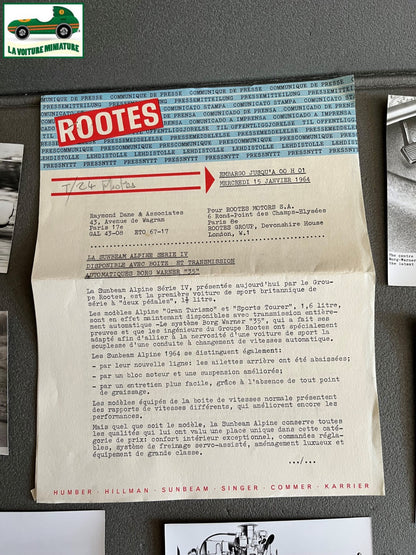 LA VOITURE MINIATURE
COMMUNIQUE DE PRESSE
PRESSEMITTEILUNG
COMUNICATO STAMPA
COMUNICADO DE PRENSA
ROOTES
T/24 Photos
EMBARGO JUSQU'A 00 H 01
MERCREDI 15 JANVIER 1964
Raymond Dane & Associates
43, Avenue de Wagram
Paris 17e
GAL 43-08 ETO 67-17
Pour ROOTES MOTORS S.A.
6 Rond-Point des Champs-Elysées
Paris 8e
ROOTES GROUP, Devonshire House
London, W.1
LA SUNBEAM ALPINE SERIE IV
DISPONIBLE AVEC BOITE ET TRANSMISSION
AUTOMATIQUES BORG WARNER "35"
La Sunbeam Alpine Série IV, présentée aujourd'hui par le Grou-
pe Rootes, est la première voiture de sport britannique de
série à "deux pédales", 1½ litre.
Les modèles Alpine "Gran Turismo" et "Sports Tourer", 1,6 litre,
sont en effet maintenant disponibles avec transmission entière-
ment automatique -Le système Borg Warner "35", qui a fait ses
preuves et que les ingénieurs du Groupe Rootes ont spécialement
adapté afin d'allier à la nervosité d'une voiture de sport la
souplesse d'une conduite à changement de vitesses automatique.
Les Sunbeam Alpine 1964 se distinguent également:
- par leur nouvelle ligne: les ailettes arrière ont été abaissées;
- par un bloc moteur et une suspension améliorés;
- par un entretien plus facile, grâce à l'absence de tout point
de graissage.
Les modèles équipés de la boite de vitesses normale présentent
des rapports de vitesses différents, qui améliorent encore les
performances.
Mais quel que soit le modèle, la Sunbeam Alpine conserve toutes
les qualités qui lui ont valu une place unique dans cette caté-
gorie de prix: confort intérieur exceptionnel, commandes régla-
bles, système de freinage servo-assisté, aménagement luxueux et
équipement de grande classe.
.../...
HUMBER · HILLMAN · SUNBEAM · SINGER · COMMER · KARRIER